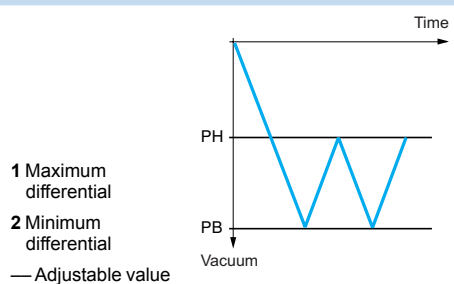 Time
PH
1 Maximum
differential
2 Minimum
differential
PB
Vacuum
— Adjustable value